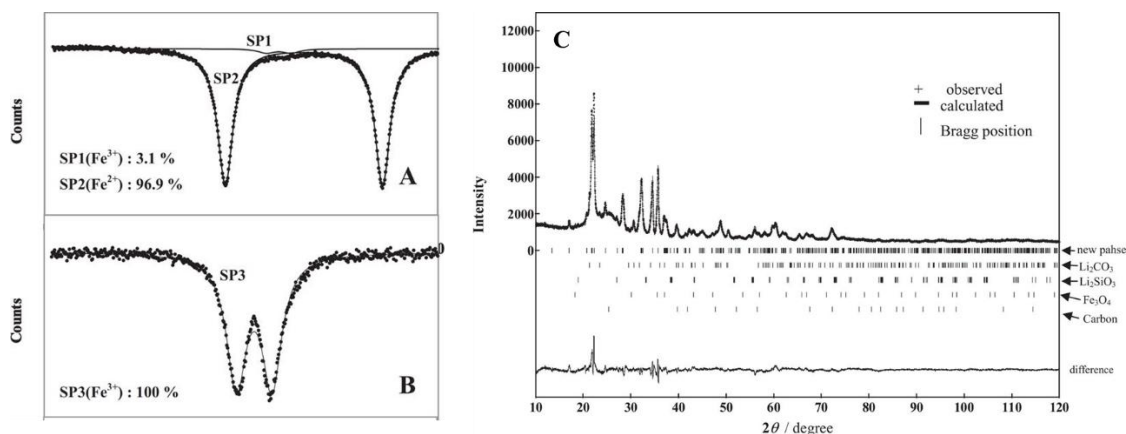 Counts
SP1
SP2
SP1(Fe³⁺) : 3.1 %
SP2(Fe²⁺) : 96.9 %
A
Counts
0
SP3
SP3(Fe³⁺) : 100 %
B
C
12000
10000
8000
6000
4000
2000
0
Intensity
observed
calculated
Bragg position
new pahse
Li₂CO₃
Li₂SiO₃
Fe₃O₄
Carbon
difference
10 20 30 40 50 60 70 80 90 100 110 120
2θ / degree